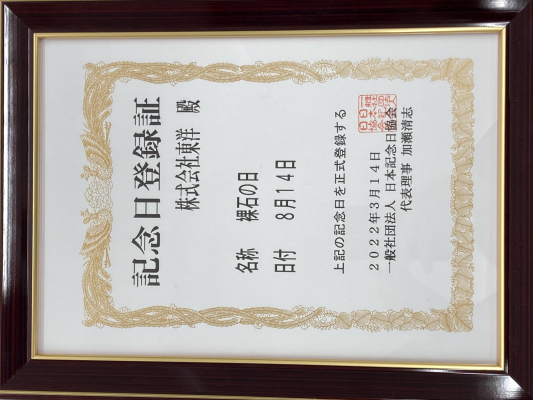 記念日登録証
株式会社東洋 殿
名称 裸石の日
日付 8月14日
上記の記念日を正式登録する
2022年3月14日
一般社団法人 日本記念日協会
代表理事 加瀬清志